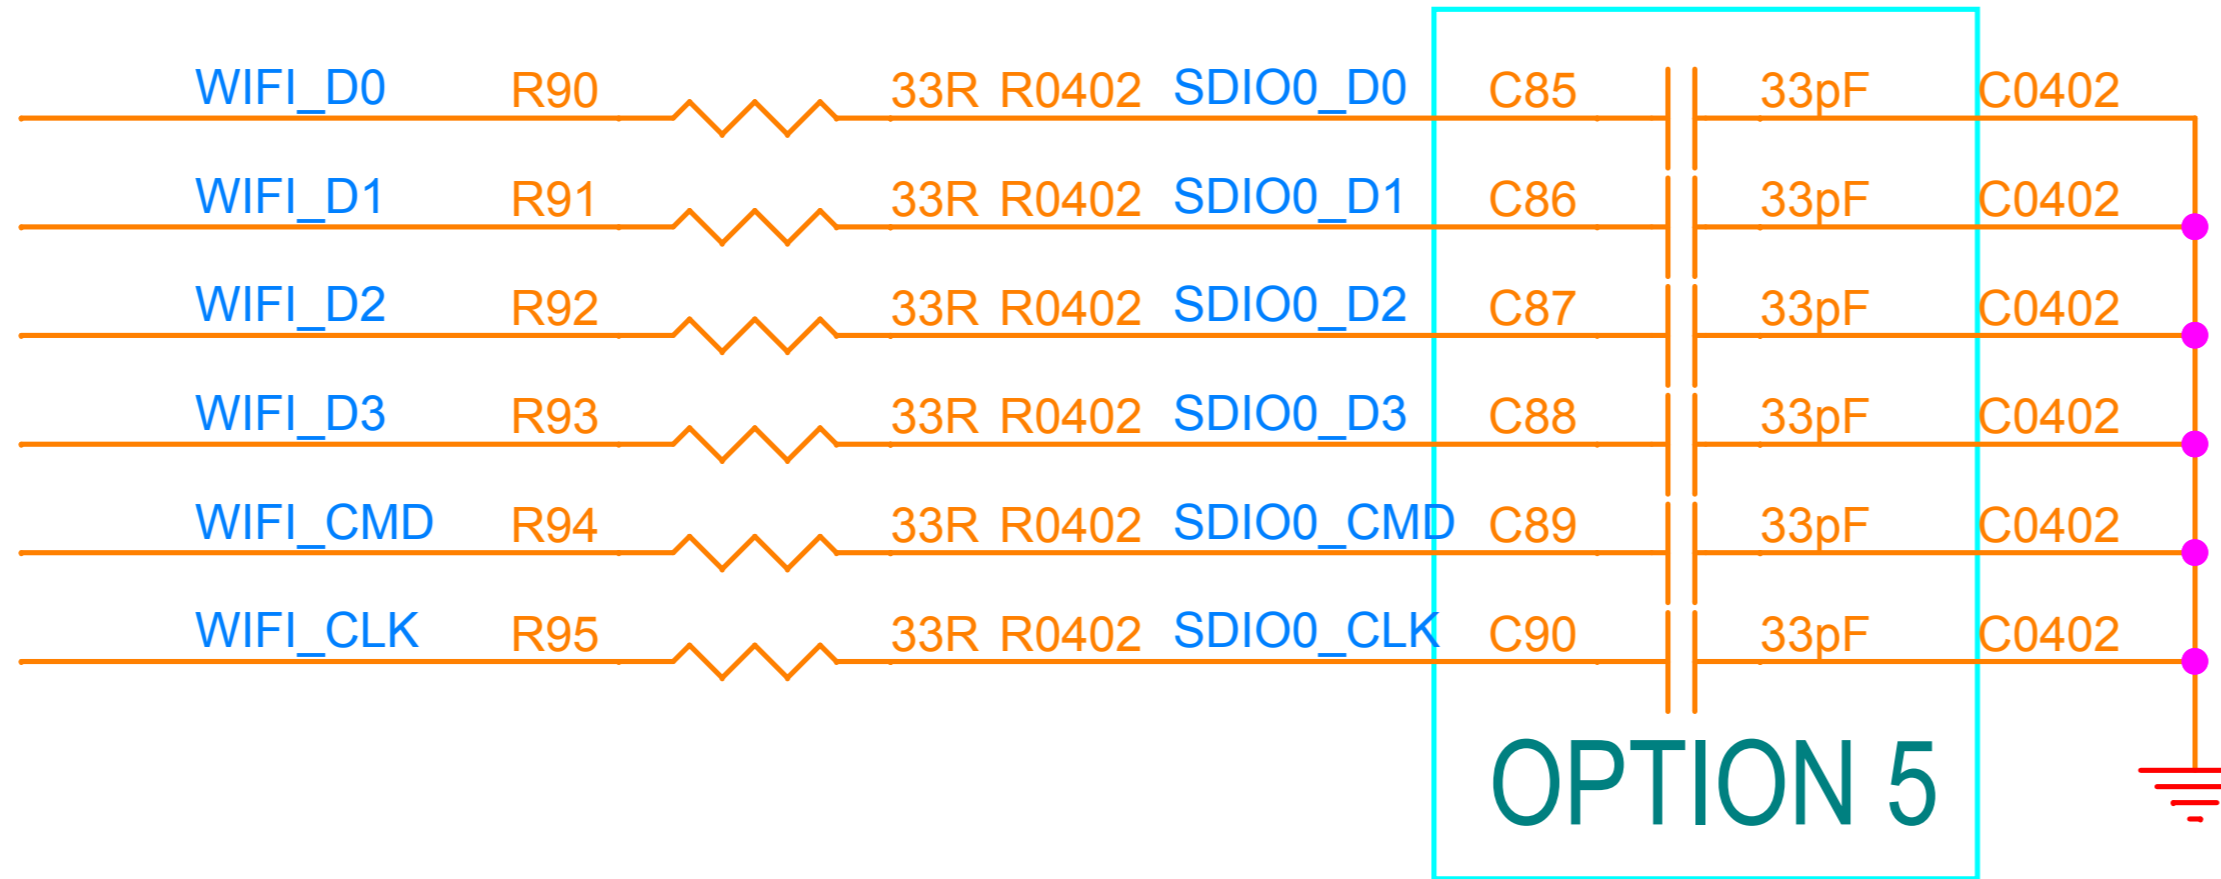 WIFI_D0 R90 33R R0402 SDIO0_D0 C85 33pF C0402
WIFI_D1 R91 33R R0402 SDIO0_D1 C86 33pF C0402
WIFI_D2 R92 33R R0402 SDIO0_D2 C87 33pF C0402
WIFI_D3 R93 33R R0402 SDIO0_D3 C88 33pF C0402
WIFI_CMD R94 33R R0402 SDIO0_CMD C89 33pF C0402
WIFI_CLK R95 33R R0402 SDIO0_CLK C90 33pF C0402
OPTION 5